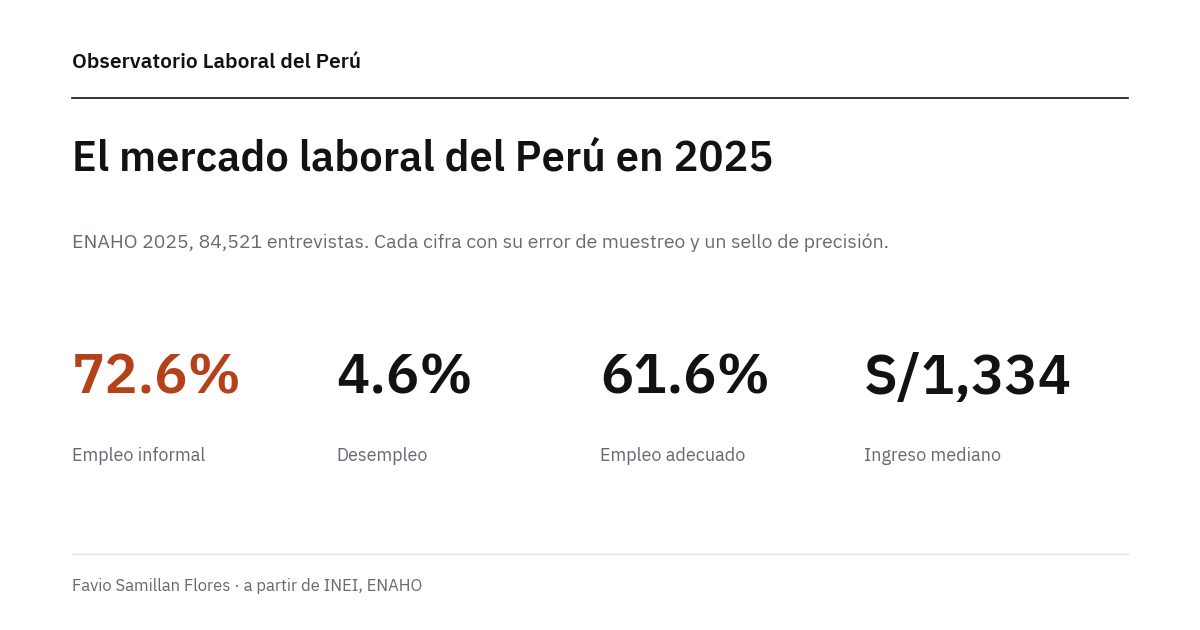 Observatorio Laboral del Perú
El mercado laboral del Perú en 2025
ENAHO 2025, 84,521 entrevistas. Cada cifra con su error de muestreo y un sello de precisión.
72.6% 4.6% 61.6% S/1,334
Empleo informal Desempleo Empleo adecuado Ingreso mediano
Favio Samillan Flores · a partir de INEI, ENAHO